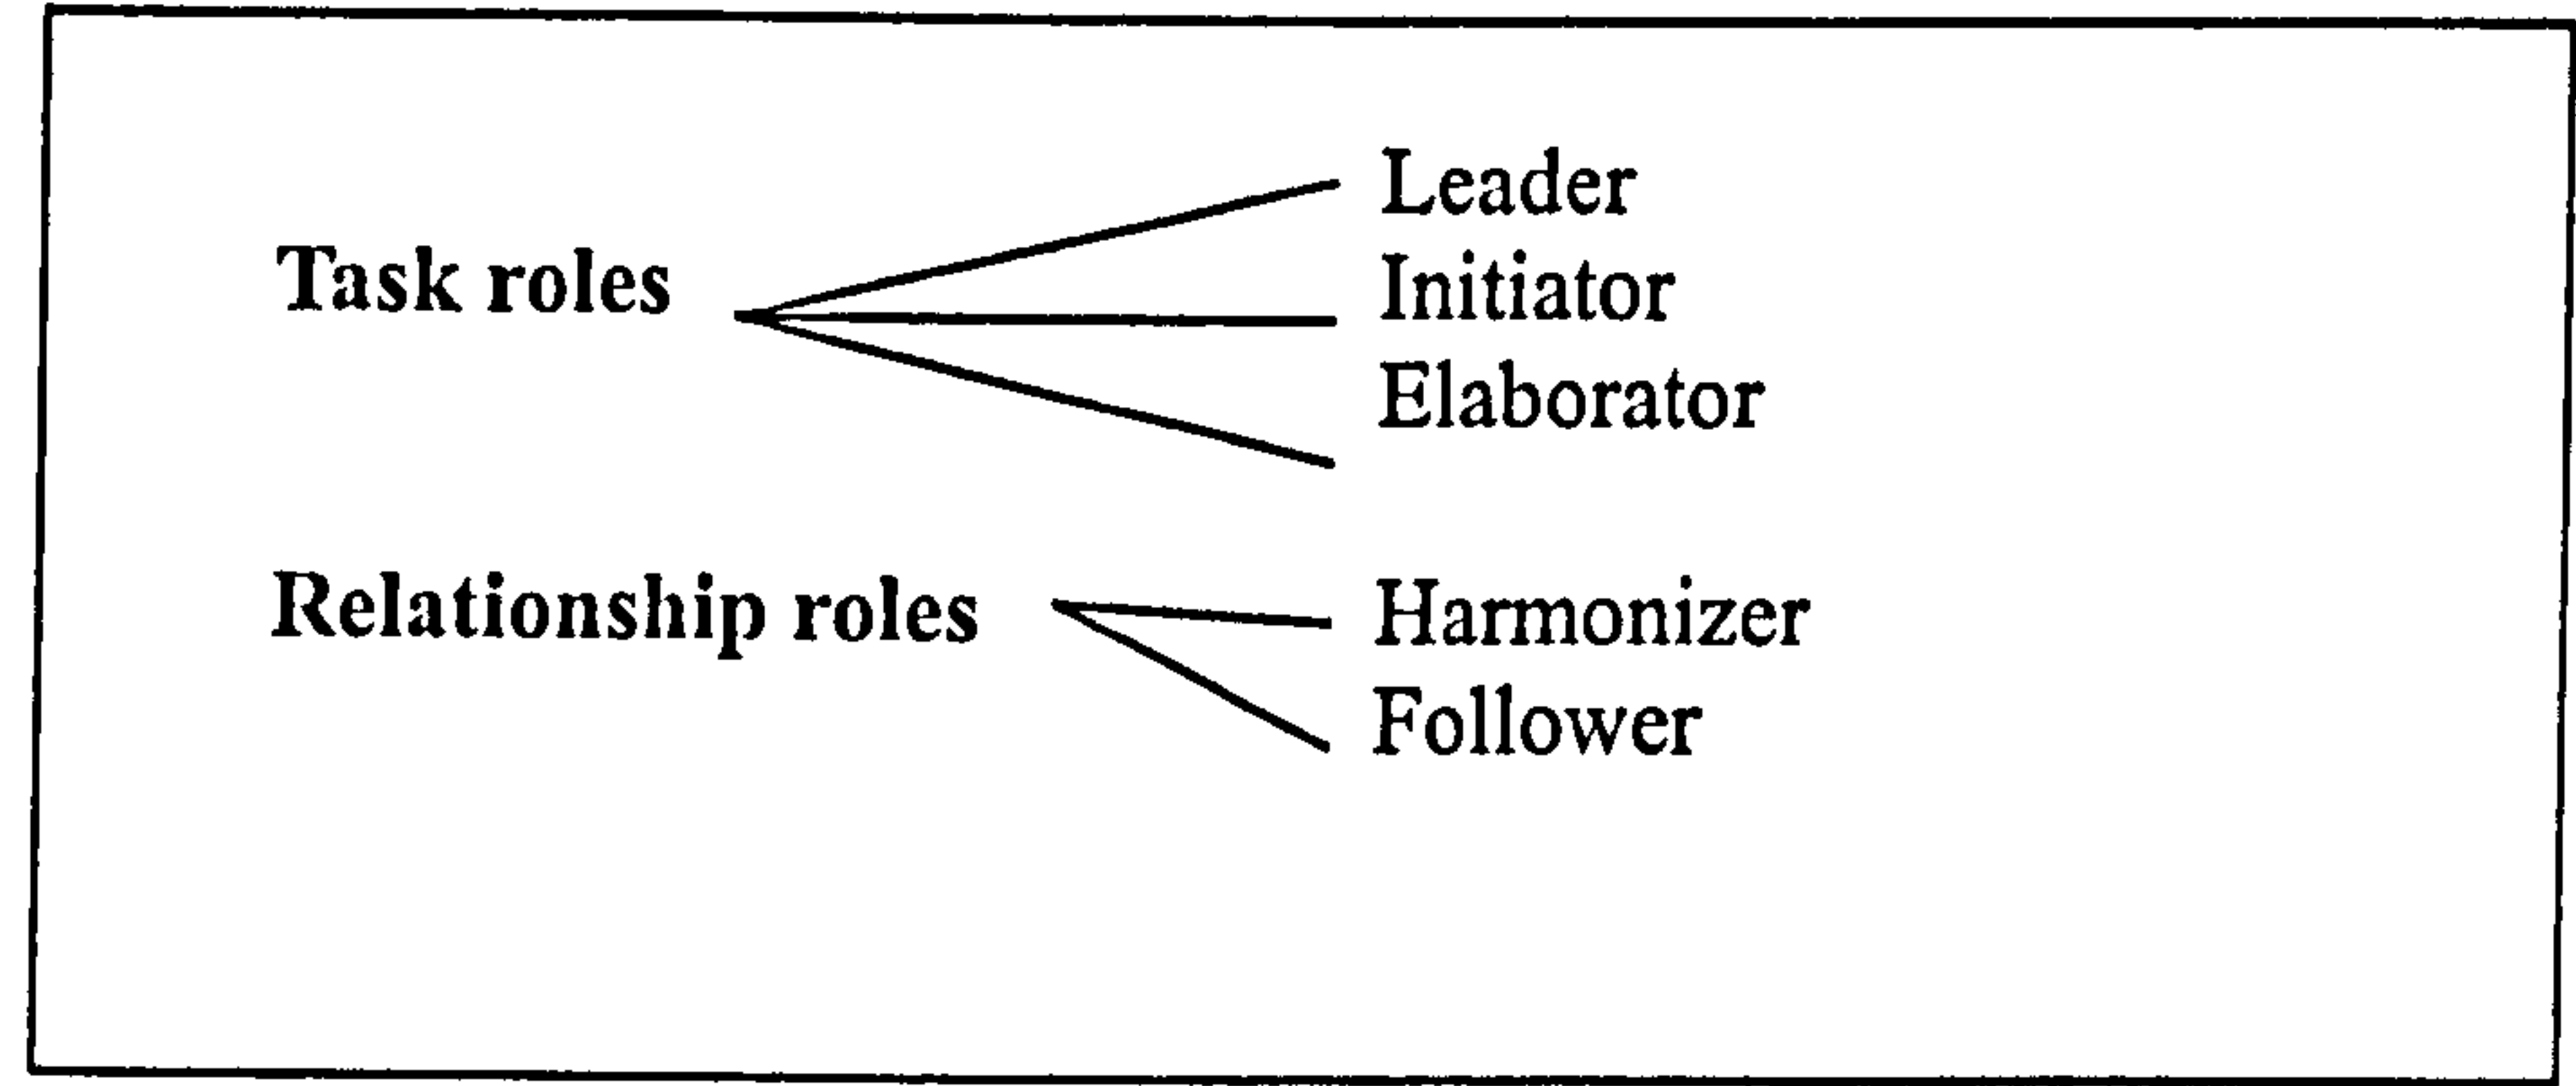 Task roles
Leader
Initiator
Elaborator
Relationship roles
Harmonizer
Follower